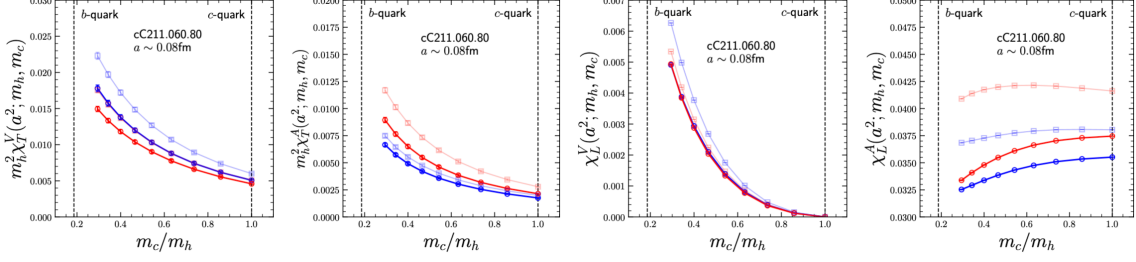 b-quark c-quark
cC211.060.80
a ∼ 0.08fm
m_h^2 χ_T^V(a^2; m_h, m_c)
0.030
0.025
0.020
0.015
0.010
0.005
0.000
0.2 0.4 0.6 0.8 1.0
m_c/m_h
b-quark c-quark
cC211.060.80
a ∼ 0.08fm
m_h^2 χ_T^A(a^2; m_h, m_c)
0.0200
0.0175
0.0150
0.0125
0.0100
0.0075
0.0050
0.0025
0.0000
0.2 0.4 0.6 0.8 1.0
m_c/m_h
b-quark c-quark
cC211.060.80
a ∼ 0.08fm
χ_L^V(a^2; m_h, m_c)
0.007
0.006
0.005
0.004
0.003
0.002
0.001
0.000
0.2 0.4 0.6 0.8 1.0
m_c/m_h
b-quark c-quark
cC211.060.80
a ∼ 0.08fm
χ_L^A(a^2; m_h, m_c)
0.0500
0.0475
0.0450
0.0425
0.0400
0.0375
0.0350
0.0325
0.0300
0.2 0.4 0.6 0.8 1.0
m_c/m_h